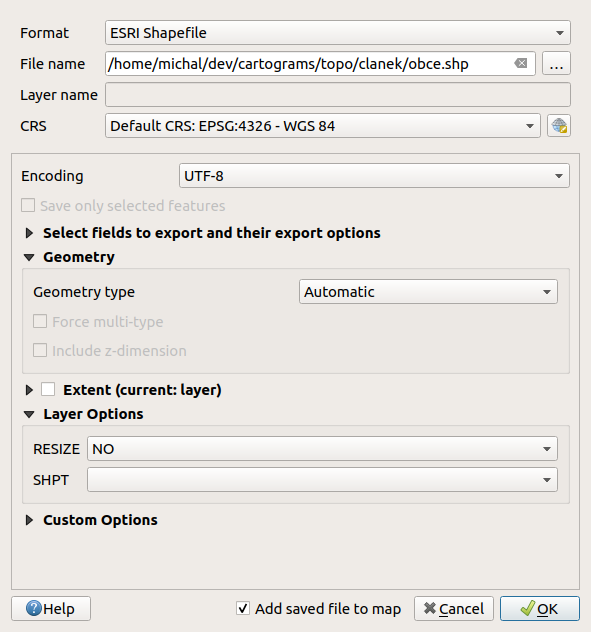 Format ESRI Shapefile
File name /home/michal/dev/cartograms/topo/clanek/obce.shp ...
Layer name
CRS Default CRS: EPSG:4326 - WGS 84
Encoding UTF-8
Save only selected features
Select fields to export and their export options
Geometry
Geometry type Automatic
Force multi-type
Include z-dimension
Extent (current: layer)
Layer Options
RESIZE NO
SHPT
Custom Options
Help Add saved file to map Cancel OK